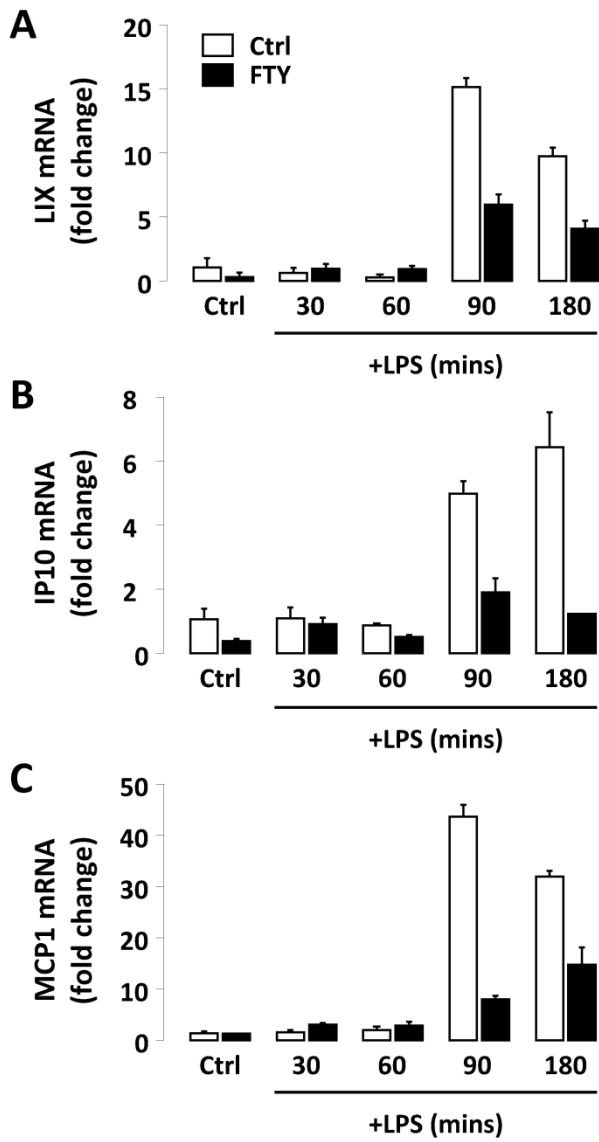 A
LIX mRNA
(fold change)
20
15
10
5
0
Ctrl
FTY
Ctrl 30 60 90 180
+LPS (mins)
B
IP10 mRNA
(fold change)
8
6
4
2
0
Ctrl 30 60 90 180
+LPS (mins)
C
MCP1 mRNA
(fold change)
50
40
30
20
10
0
Ctrl 30 60 90 180
+LPS (mins)